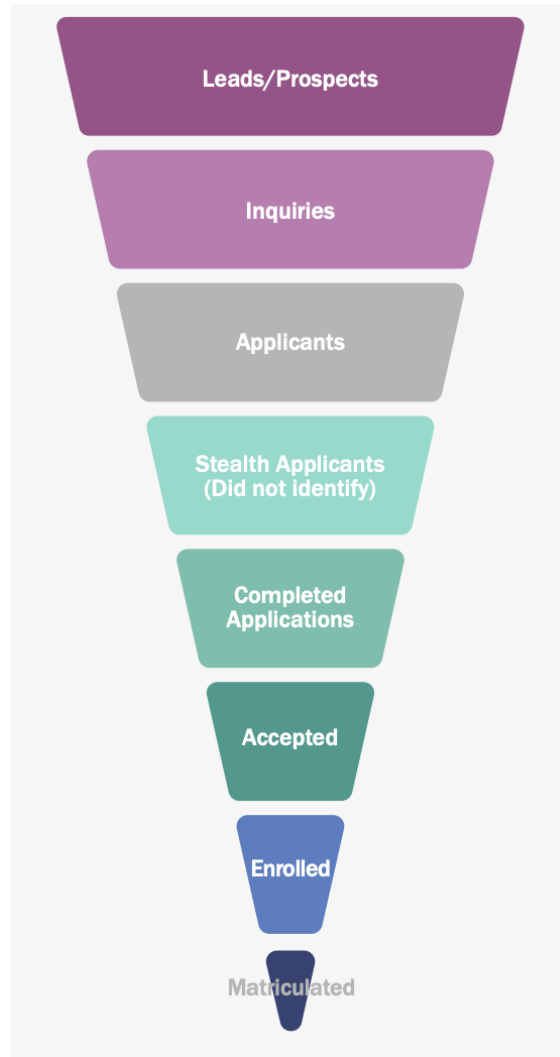 Leads/Prospects
Inquiries
Applicants
Stealth Applicants
(Did not identify)
Completed
Applications
Accepted
Enrolled
Matriculated